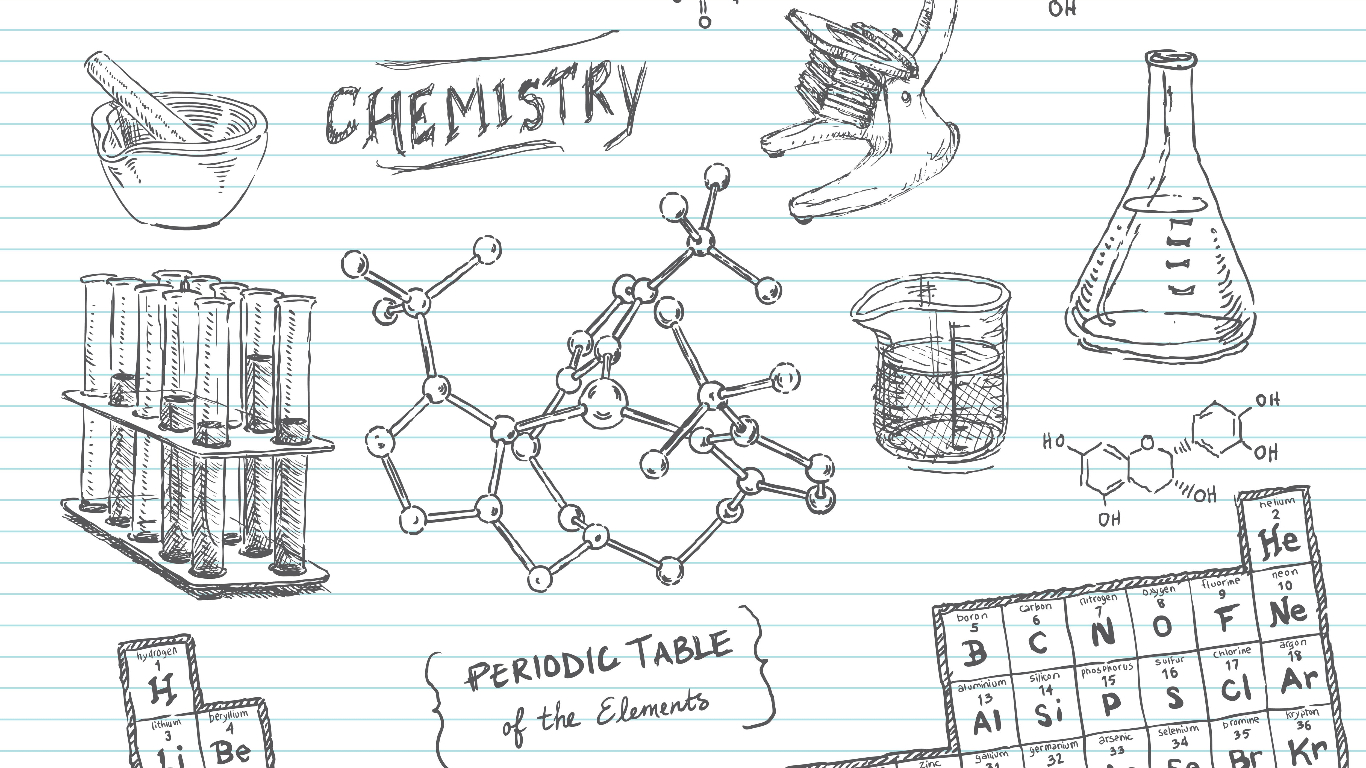 O
OH
CHEMISTRY
OH
HO
O
OH
OH
OH
helium
2
He
boron
5
B
carbon
6
C
nitrogen
7
N
oxygen
8
O
fluorine
9
F
neon
10
Ne
aluminium
13
Al
silicon
14
Si
phosphorus
15
P
sulfur
16
S
chlorine
17
Cl
argon
18
Ar
zinc
gallium
31
germanium
32
arsenic
33
selenium
34
Se
bromine
35
Br
krypton
36
Kr
hydrogen
1
H
lithium
3
Li
beryllium
4
Be
PERIODIC TABLE
of the Elements